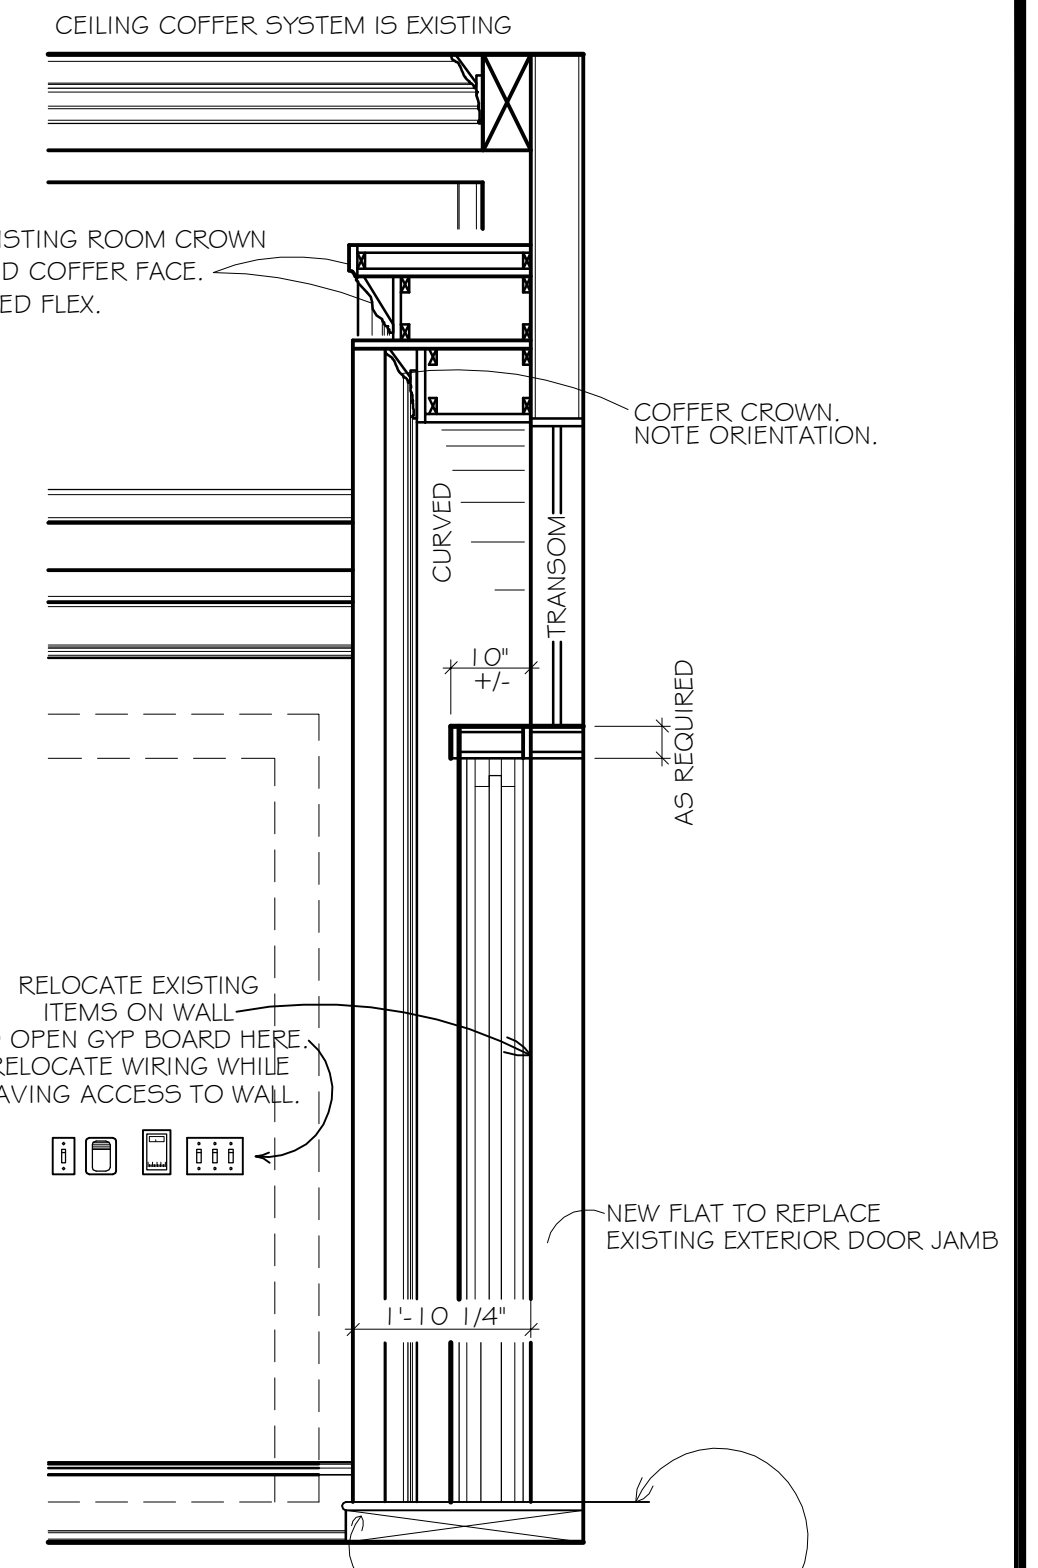 CEILING COFFER SYSTEM IS EXISTING
ISTING ROOM CROWN
D COFFER FACE.
ED FLEX.
COFFER CROWN.
NOTE ORIENTATION.
CURVED
TRANSOM
10"
+/-
AS REQUIRED
RELOCATE EXISTING
ITEMS ON WALL
OPEN GYP BOARD HERE.
RELOCATE WIRING WHILE
AVING ACCESS TO WALL.
NEW FLAT TO REPLACE
EXISTING EXTERIOR DOOR JAMB
1'-10 1/4"